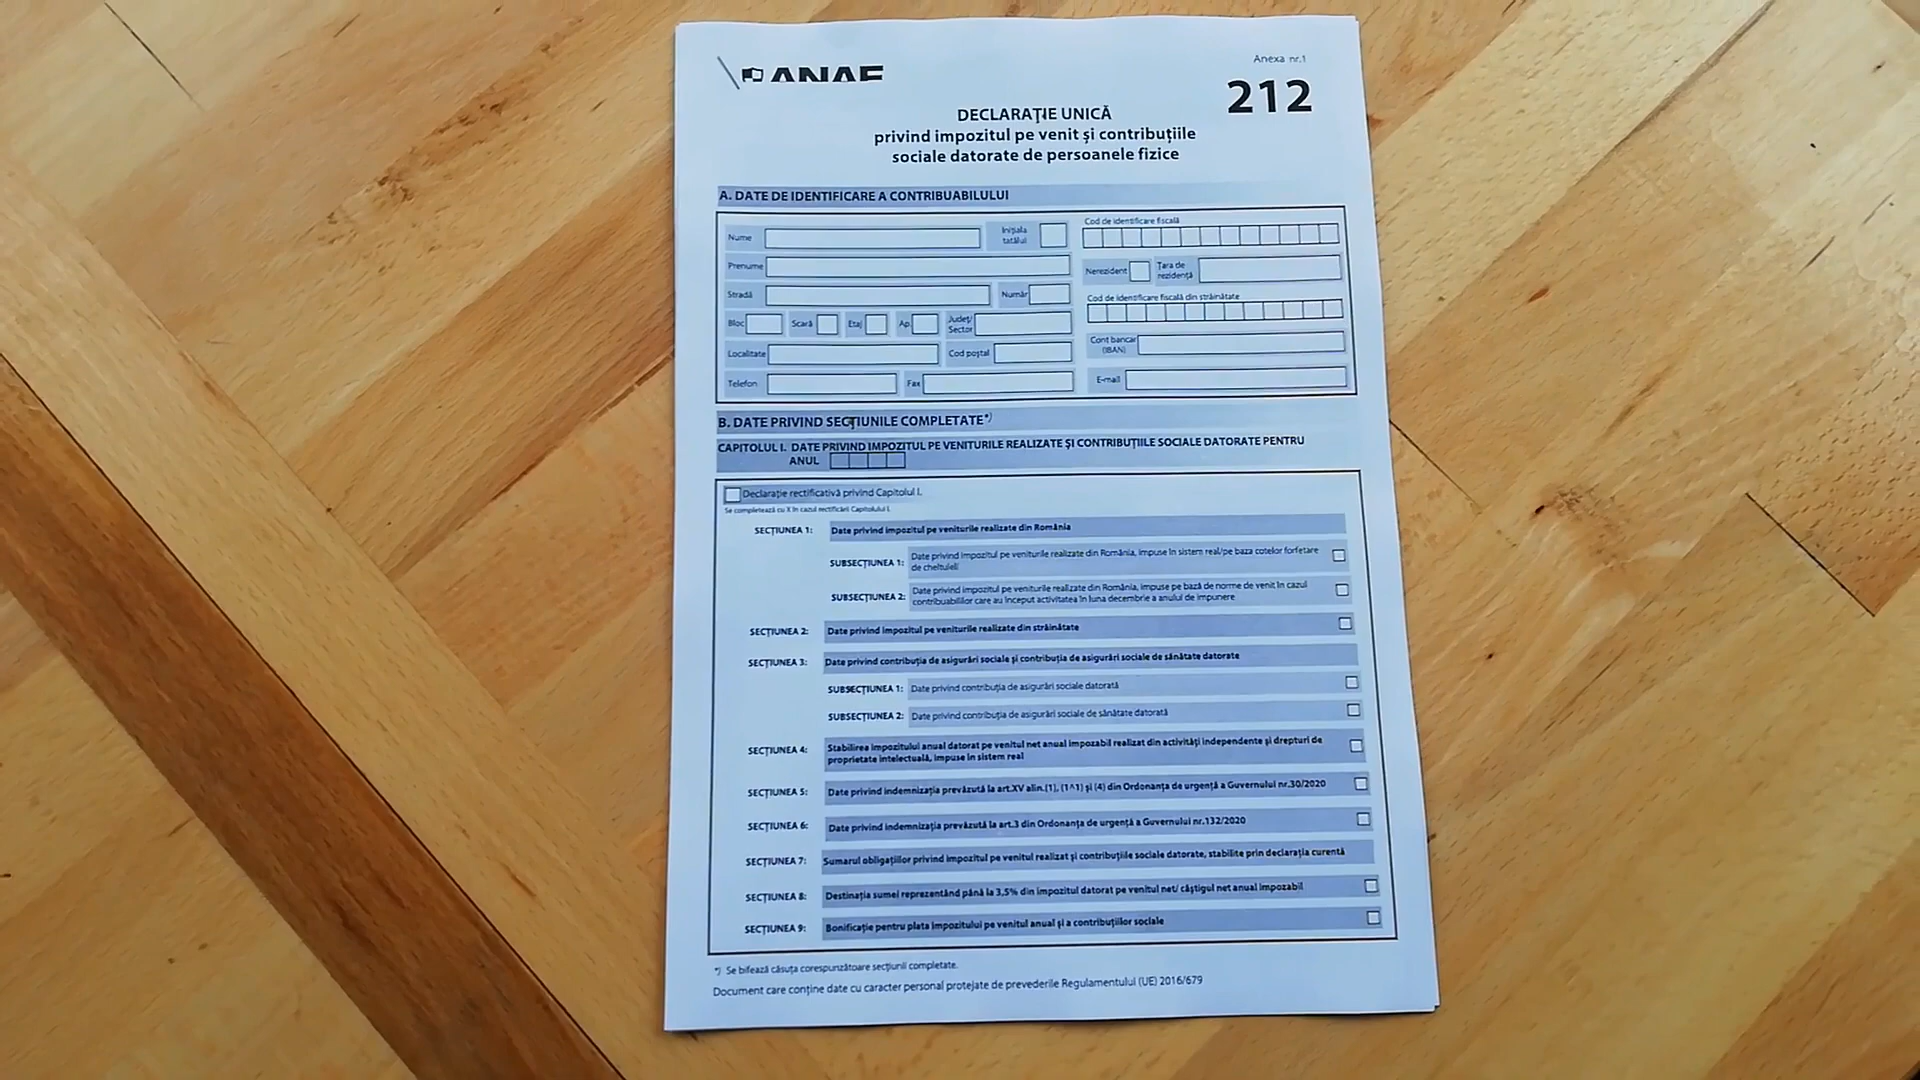 ANAF
Anexa nr.1
212
DECLARAŢIE UNICĂ
privind impozitul pe venit și contribuțiile
sociale datorate de persoanele fizice
A. DATE DE IDENTIFICARE A CONTRIBUABILULUI
Nume
Inițiala
tatălui
Prenume
Stradă
Număr
Bloc
Scară
Etaj
Ap.
Județ/
Sector
Localitate
Cod poștal
Telefon
Fax
Cod de identificare fiscală
Nerezident
Țara de
rezidență
Cod de identificare fiscală din străinătate
Cont bancar
(IBAN)
E-mail
B. DATE PRIVIND SECŢIUNILE COMPLETATE*)
CAPITOLUL I. DATE PRIVIND IMPOZITUL PE VENITURILE REALIZATE ȘI CONTRIBUȚIILE SOCIALE DATORATE PENTRU
ANUL
Declarație rectificativă privind Capitolul I.
Se completează cu X în cazul rectificării Capitolului I.
SECȚIUNEA 1: Date privind impozitul pe veniturile realizate din România
SUBSECȚIUNEA 1: Date privind impozitul pe veniturile realizate din România, impuse în sistem real/pe baza cotelor forfetare
de cheltuieli
SUBSECȚIUNEA 2: Date privind impozitul pe veniturile realizate din România, impuse pe bază de norme de venit în cazul
contribuabililor care au început activitatea în luna decembrie a anului de impunere
SECȚIUNEA 2: Date privind impozitul pe veniturile realizate din străinătate
SECȚIUNEA 3: Date privind contribuția de asigurări sociale și contribuția de asigurări sociale de sănătate datorate
SUBSECȚIUNEA 1: Date privind contribuția de asigurări sociale datorată
SUBSECȚIUNEA 2: Date privind contribuția de asigurări sociale de sănătate datorată
SECȚIUNEA 4: Stabilirea impozitului anual datorat pe venitul net anual impozabil realizat din activități independente și drepturi de
proprietate intelectuală, impuse în sistem real
SECȚIUNEA 5: Date privind indemnizația prevăzută la art.XV alin.(1), (1^1) și (4) din Ordonanța de urgență a Guvernului nr.30/2020
SECȚIUNEA 6: Date privind indemnizația prevăzută la art.3 din Ordonanța de urgență a Guvernului nr.132/2020
SECȚIUNEA 7: Sumarul obligațiilor privind impozitul pe venitul realizat și contribuțiile sociale datorate, stabilite prin declarația curentă
SECȚIUNEA 8: Destinația sumei reprezentând până la 3,5% din impozitul datorat pe venitul net/ câștigul net anual impozabil
SECȚIUNEA 9: Bonificație pentru plata impozitului pe venitul anual și a contribuțiilor sociale
*) Se bifează căsuța corespunzătoare secțiunii completate.
Document care conține date cu caracter personal protejate de prevederile Regulamentului (UE) 2016/679